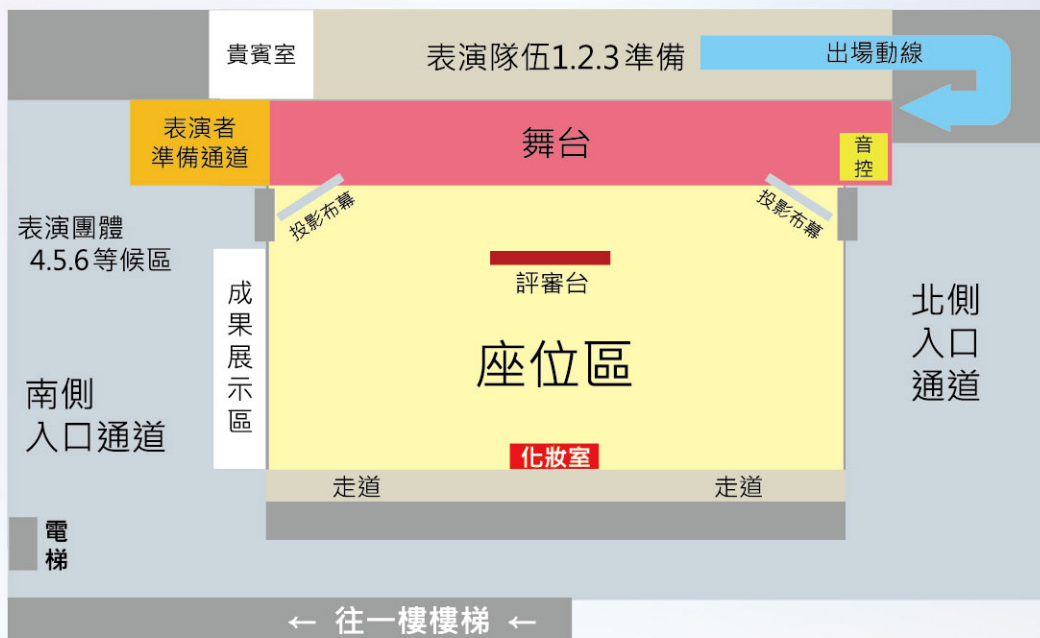 貴賓室
表演隊伍1.2.3準備
出場動線
表演者
準備通道
舞台
音
控
投影布幕
投影布幕
表演團體
4.5.6等候區
評審台
成
果
展
示
區
座位區
北側
入口
通道
南側
入口通道
化妝室
走道
走道
電
梯
← 往一樓樓梯 ←